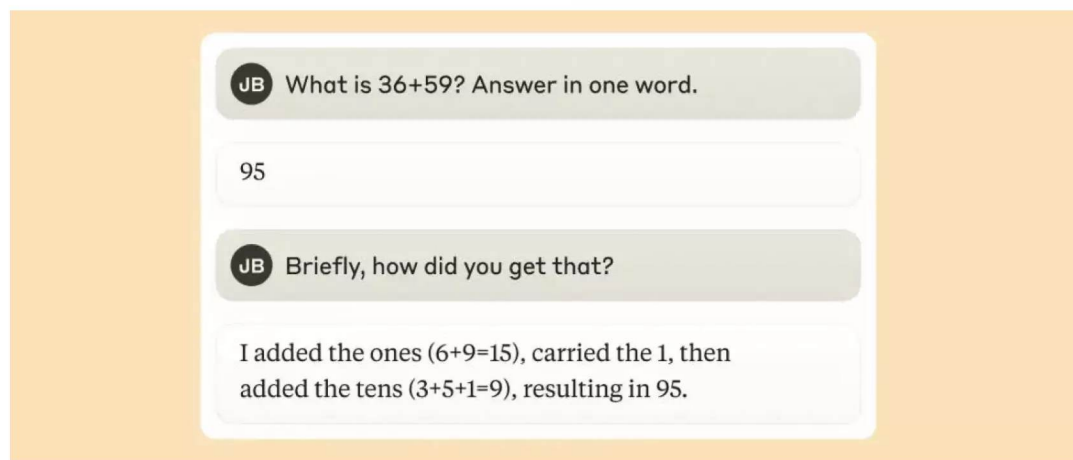 JB What is 36+59? Answer in one word.
95
JB Briefly, how did you get that?
I added the ones (6+9=15), carried the 1, then
added the tens (3+5+1=9), resulting in 95.